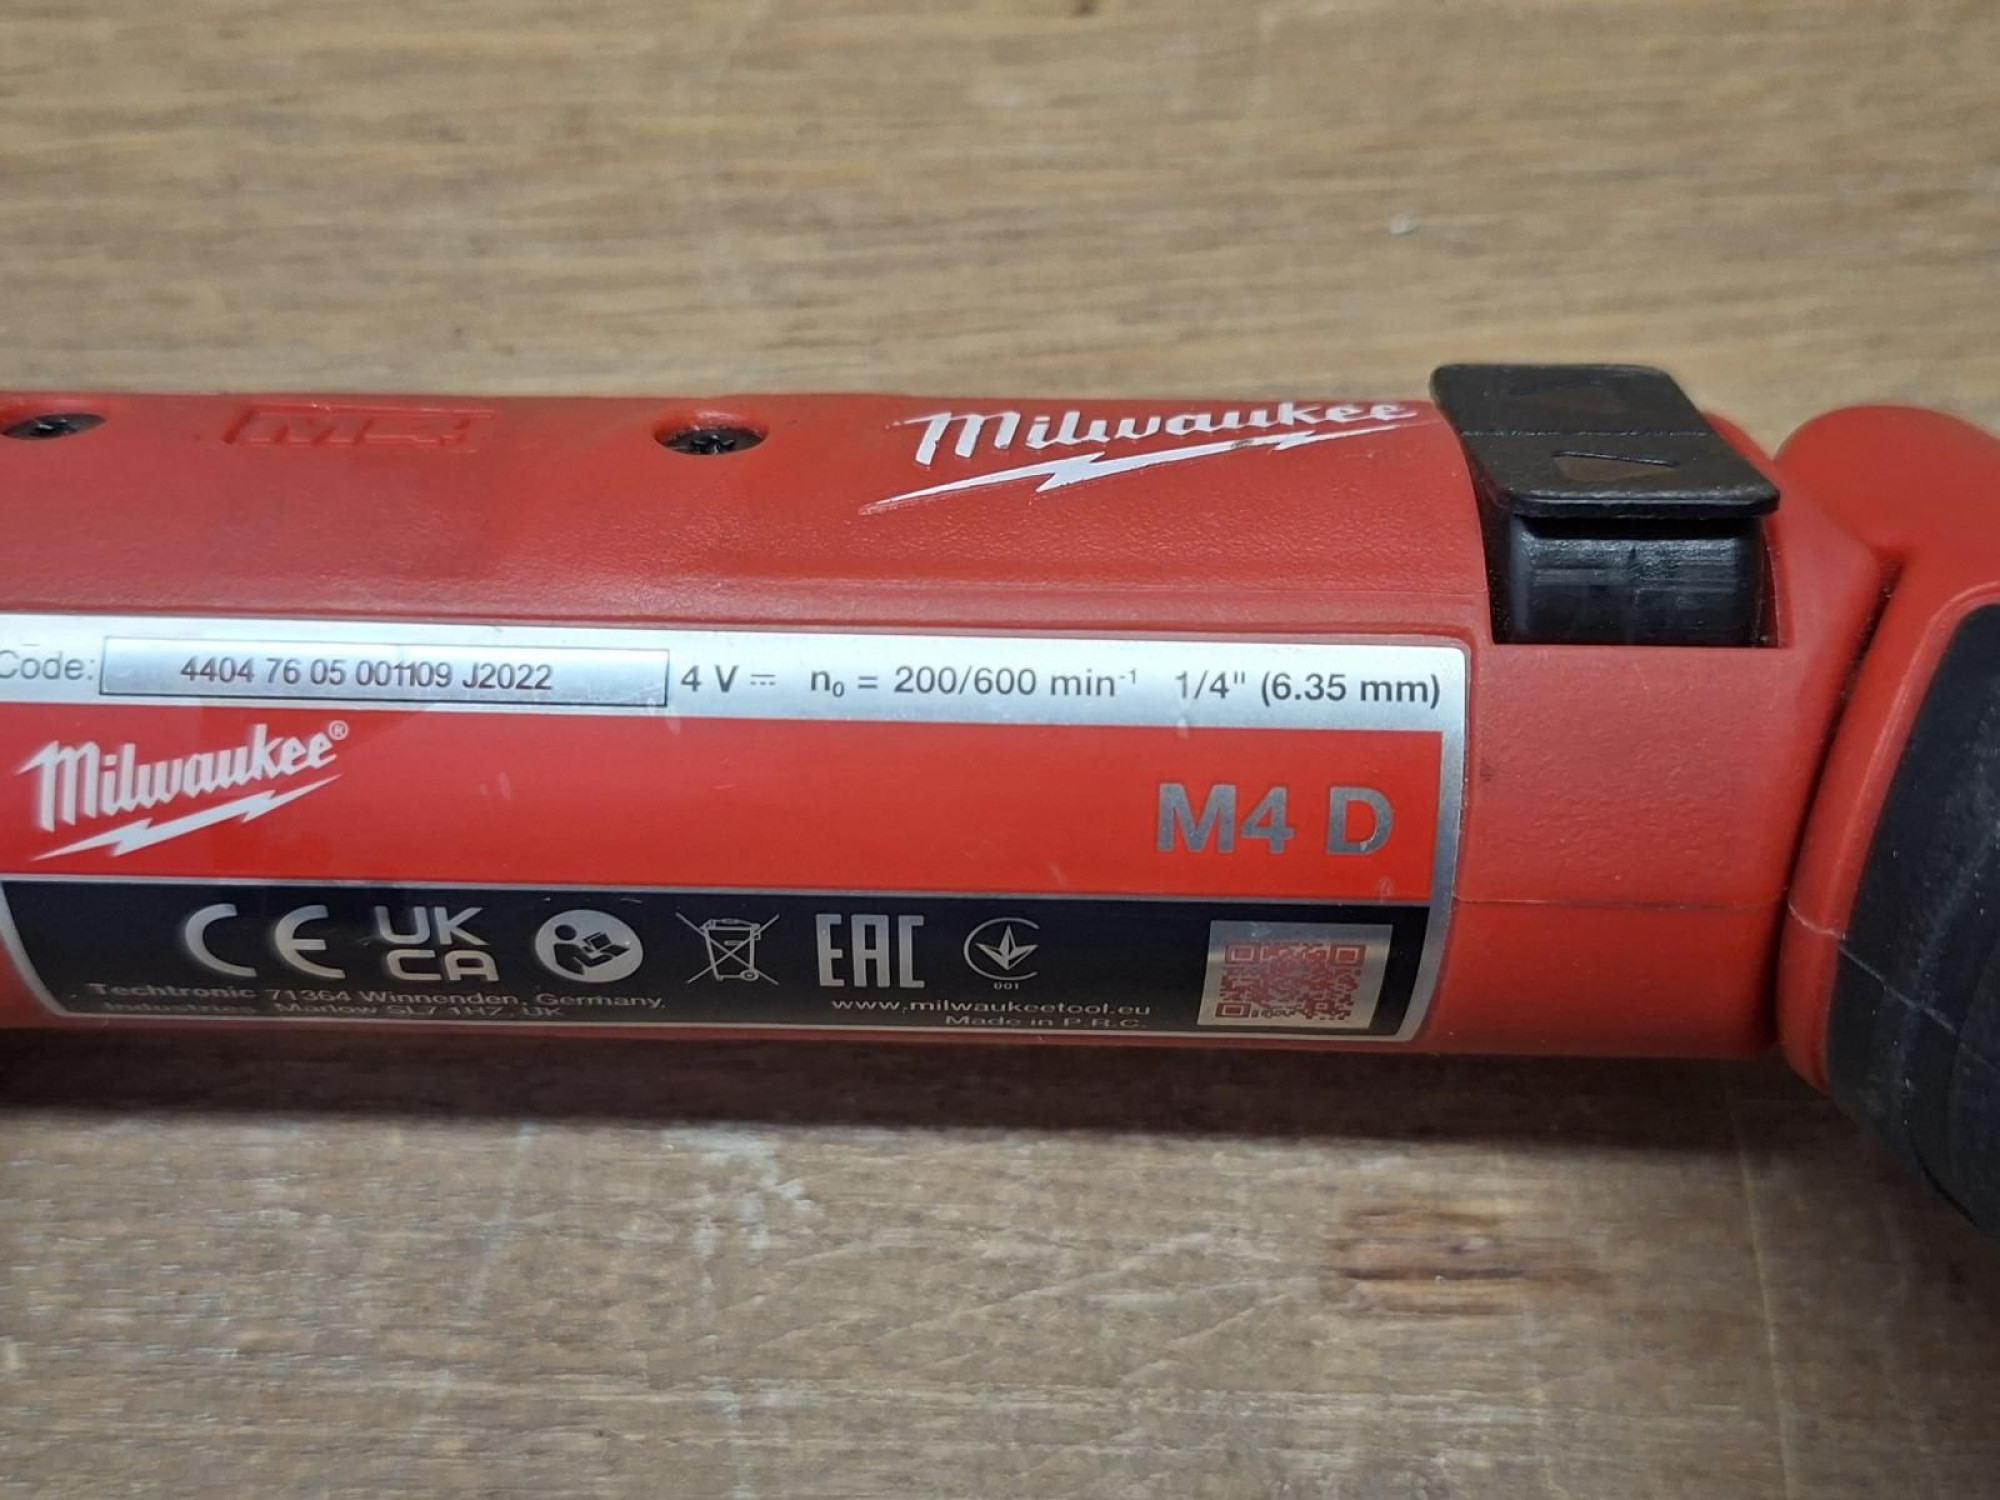 M4
Milwaukee
Code: 4404 76 05 001109 J2022 4 V n₀ = 200/600 min⁻¹ 1/4" (6.35 mm)
Milwaukee®
M4 D
CE UK CA EAC 001
Techtronic 71364 Winnenden, Germany.
Industries Marlow SL7 1HZ, UK
www.milwaukeetool.eu
Made in P.R.C.